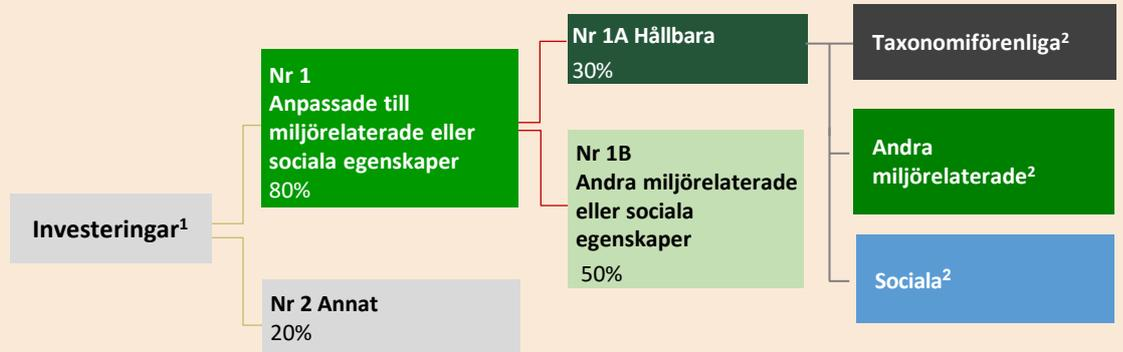 Investeringar¹
Nr 1
Anpassade till
miljörelaterade eller
sociala egenskaper
80%
Nr 2 Annat
20%
Nr 1A Hållbara
30%
Nr 1B
Andra miljörelaterade
eller sociala
egenskaper
50%
Taxonomiförenliga²
Andra
miljörelaterade²
Sociala²